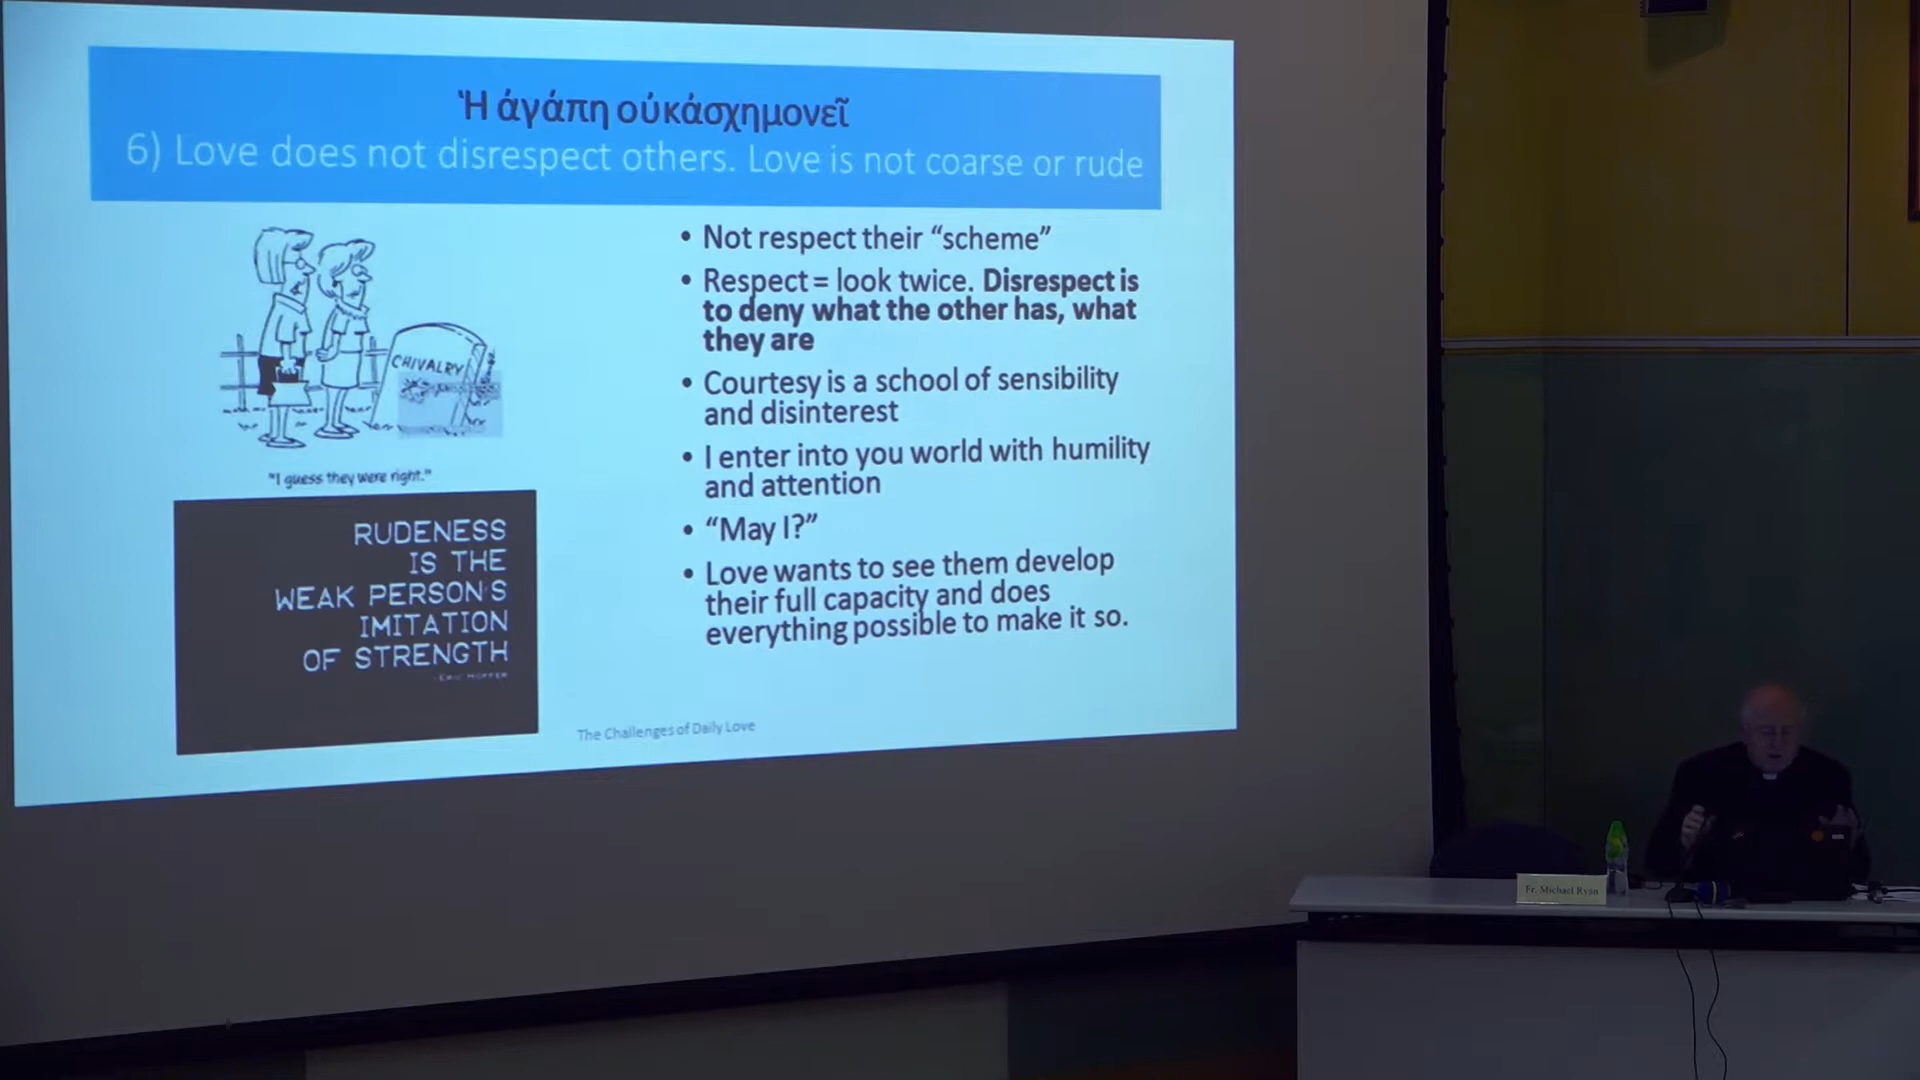 Ἡ ἀγάπη οὐκἀσχημονεῖ
6) Love does not disrespect others. Love is not coarse or rude
CHIVALRY
"I guess they were right."
RUDENESS
IS THE
WEAK PERSON'S
IMITATION
OF STRENGTH
- ERIC HOFFER
• Not respect their “scheme”
• Respect = look twice. Disrespect is
to deny what the other has, what
they are
• Courtesy is a school of sensibility
and disinterest
• I enter into you world with humility
and attention
• “May I?”
• Love wants to see them develop
their full capacity and does
everything possible to make it so.
The Challenges of Daily Love
Fr. Michael Ryan